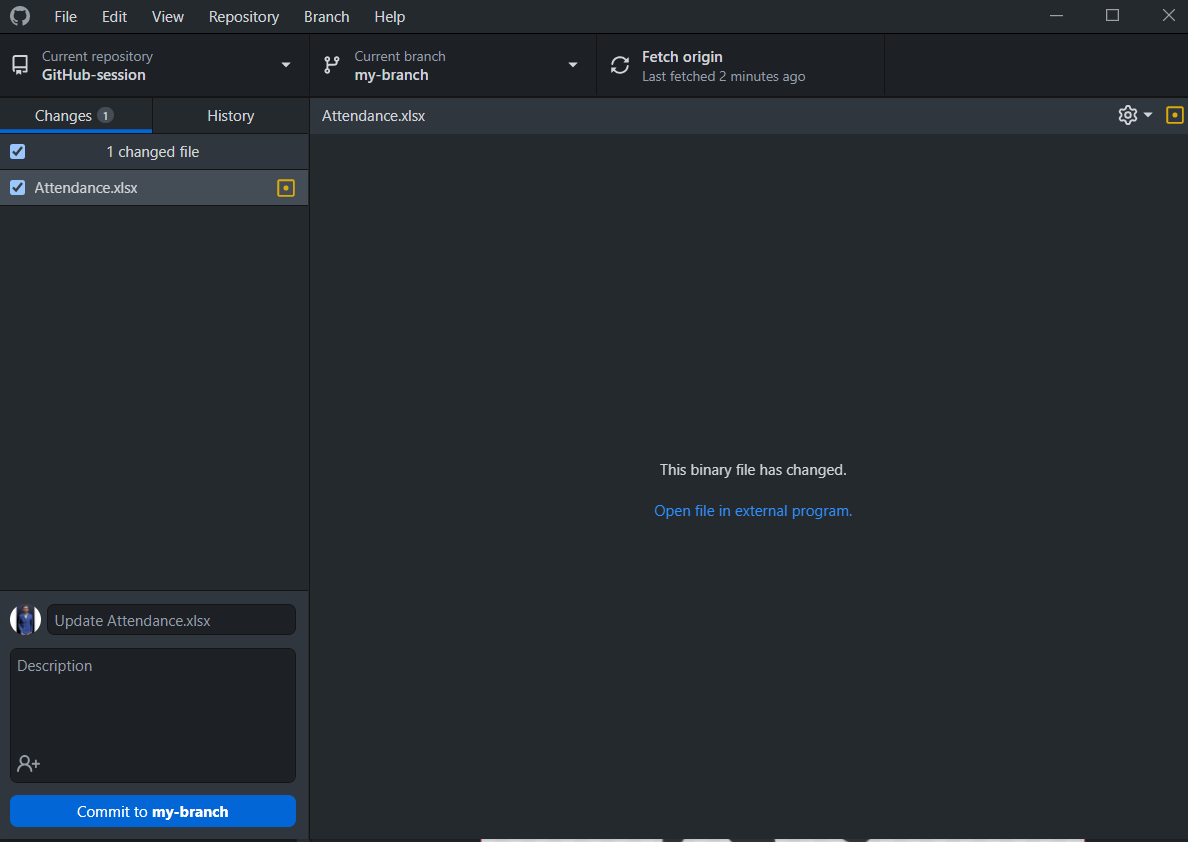 File Edit View Repository Branch Help
Current repository
GitHub-session
Current branch
my-branch
Fetch origin
Last fetched 2 minutes ago
Changes 1
History
Attendance.xlsx
1 changed file
Attendance.xlsx
This binary file has changed.
Open file in external program.
Update Attendance.xlsx
Description
Commit to my-branch